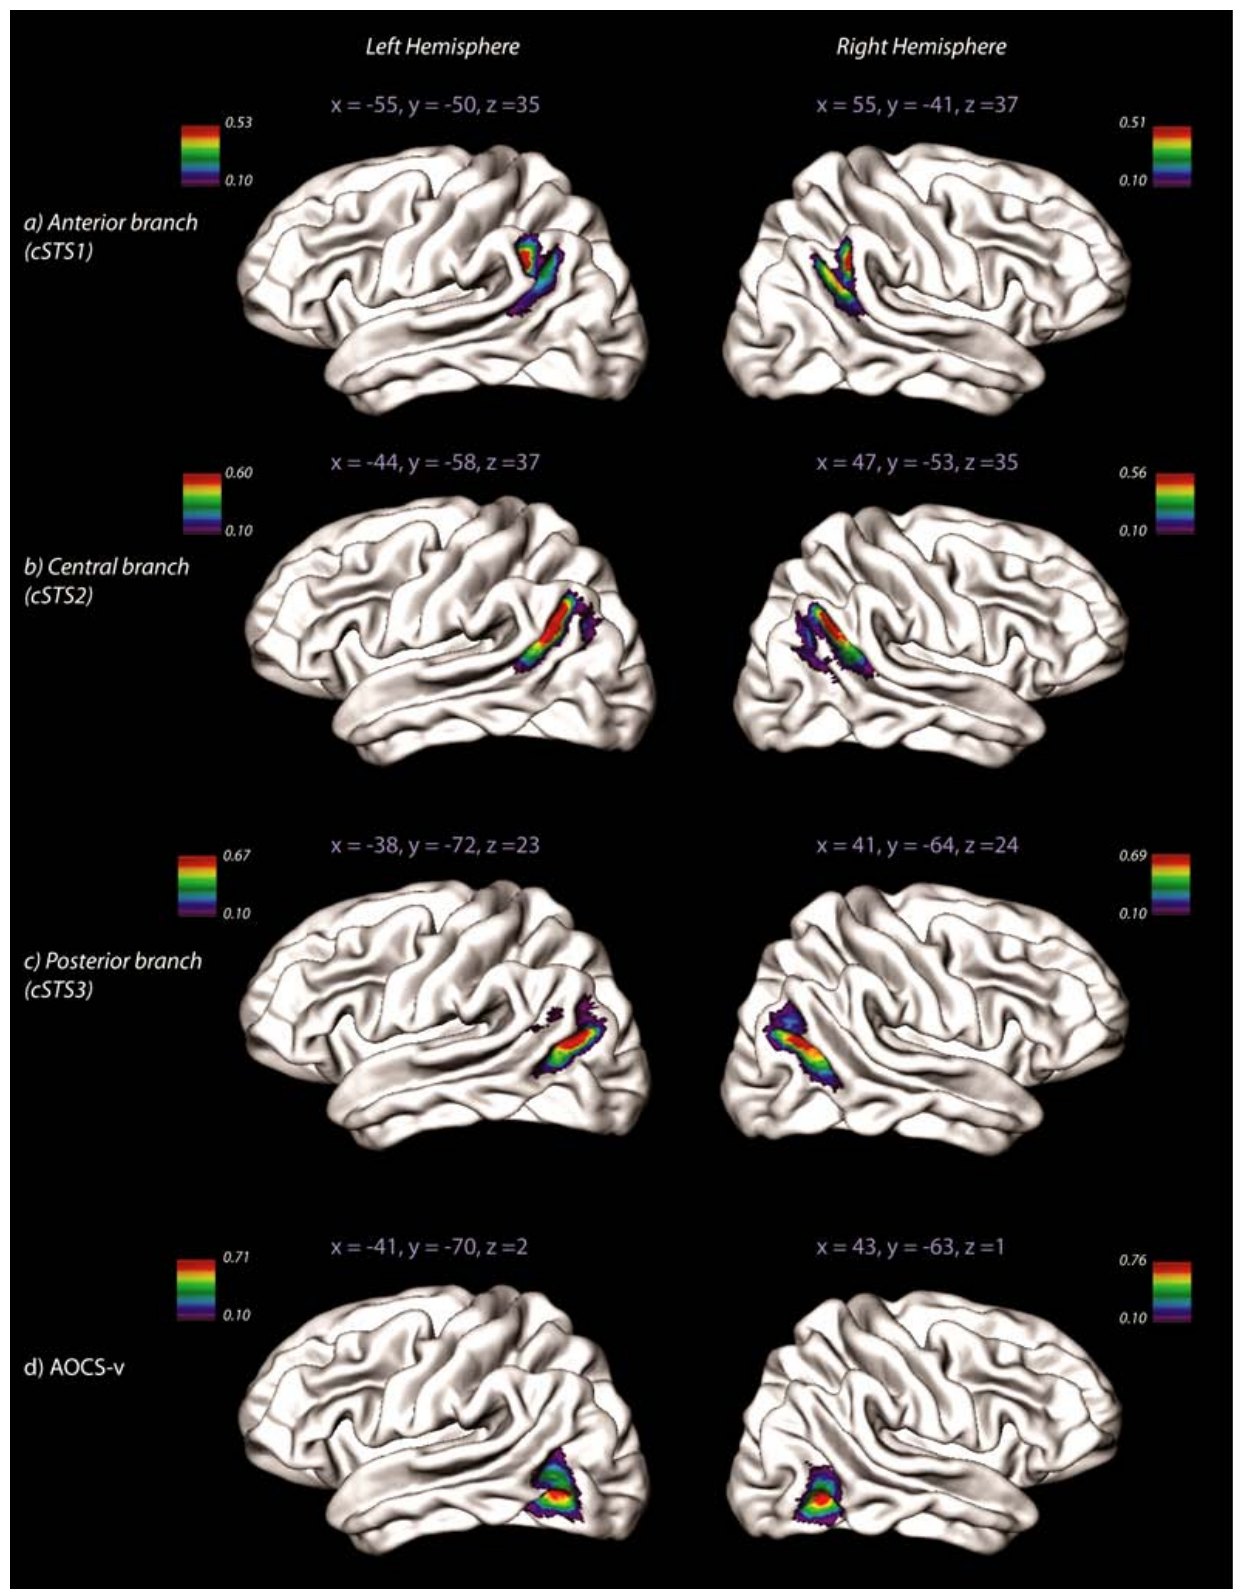 Left Hemisphere
Right Hemisphere
x = -55, y = -50, z =35
x = 55, y = -41, z =37
0.53
0.10
0.51
0.10
a) Anterior branch
(cSTS1)
x = -44, y = -58, z =37
x = 47, y = -53, z =35
0.60
0.10
0.56
0.10
b) Central branch
(cSTS2)
x = -38, y = -72, z =23
x = 41, y = -64, z =24
0.67
0.10
0.69
0.10
c) Posterior branch
(cSTS3)
x = -41, y = -70, z =2
x = 43, y = -63, z =1
0.71
0.10
0.76
0.10
d) AOCS-v